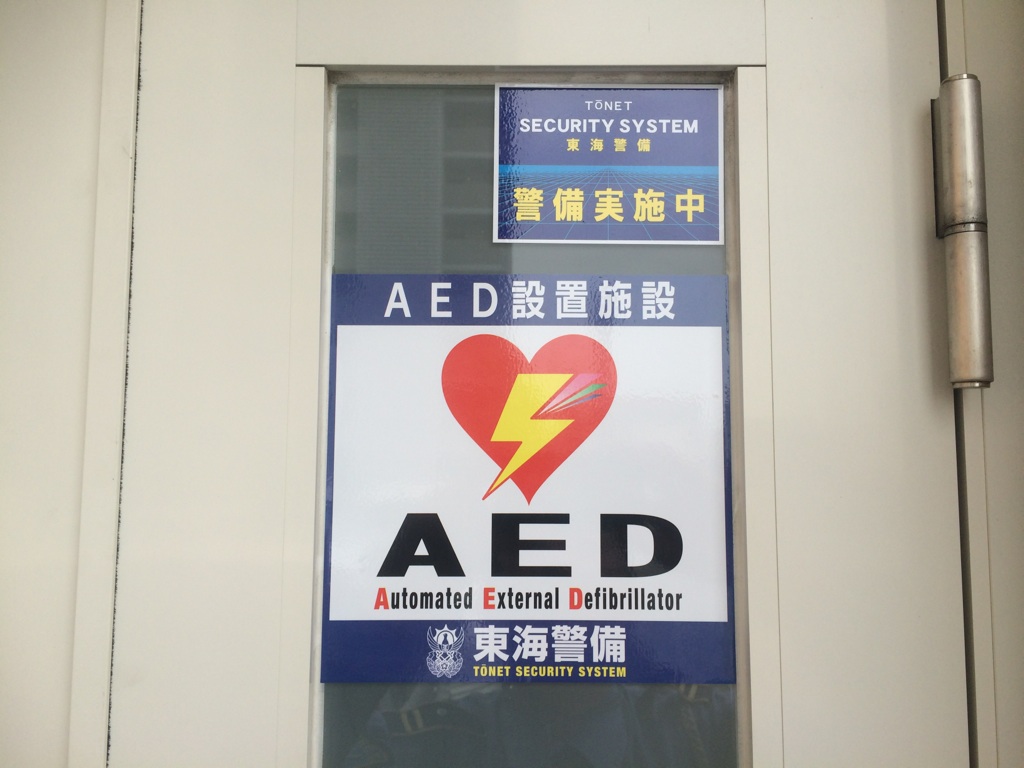 TŌNET
SECURITY SYSTEM
東海警備
警備実施中
AED設置施設
AED
Automated External Defibrillator
東海警備
TŌNET SECURITY SYSTEM